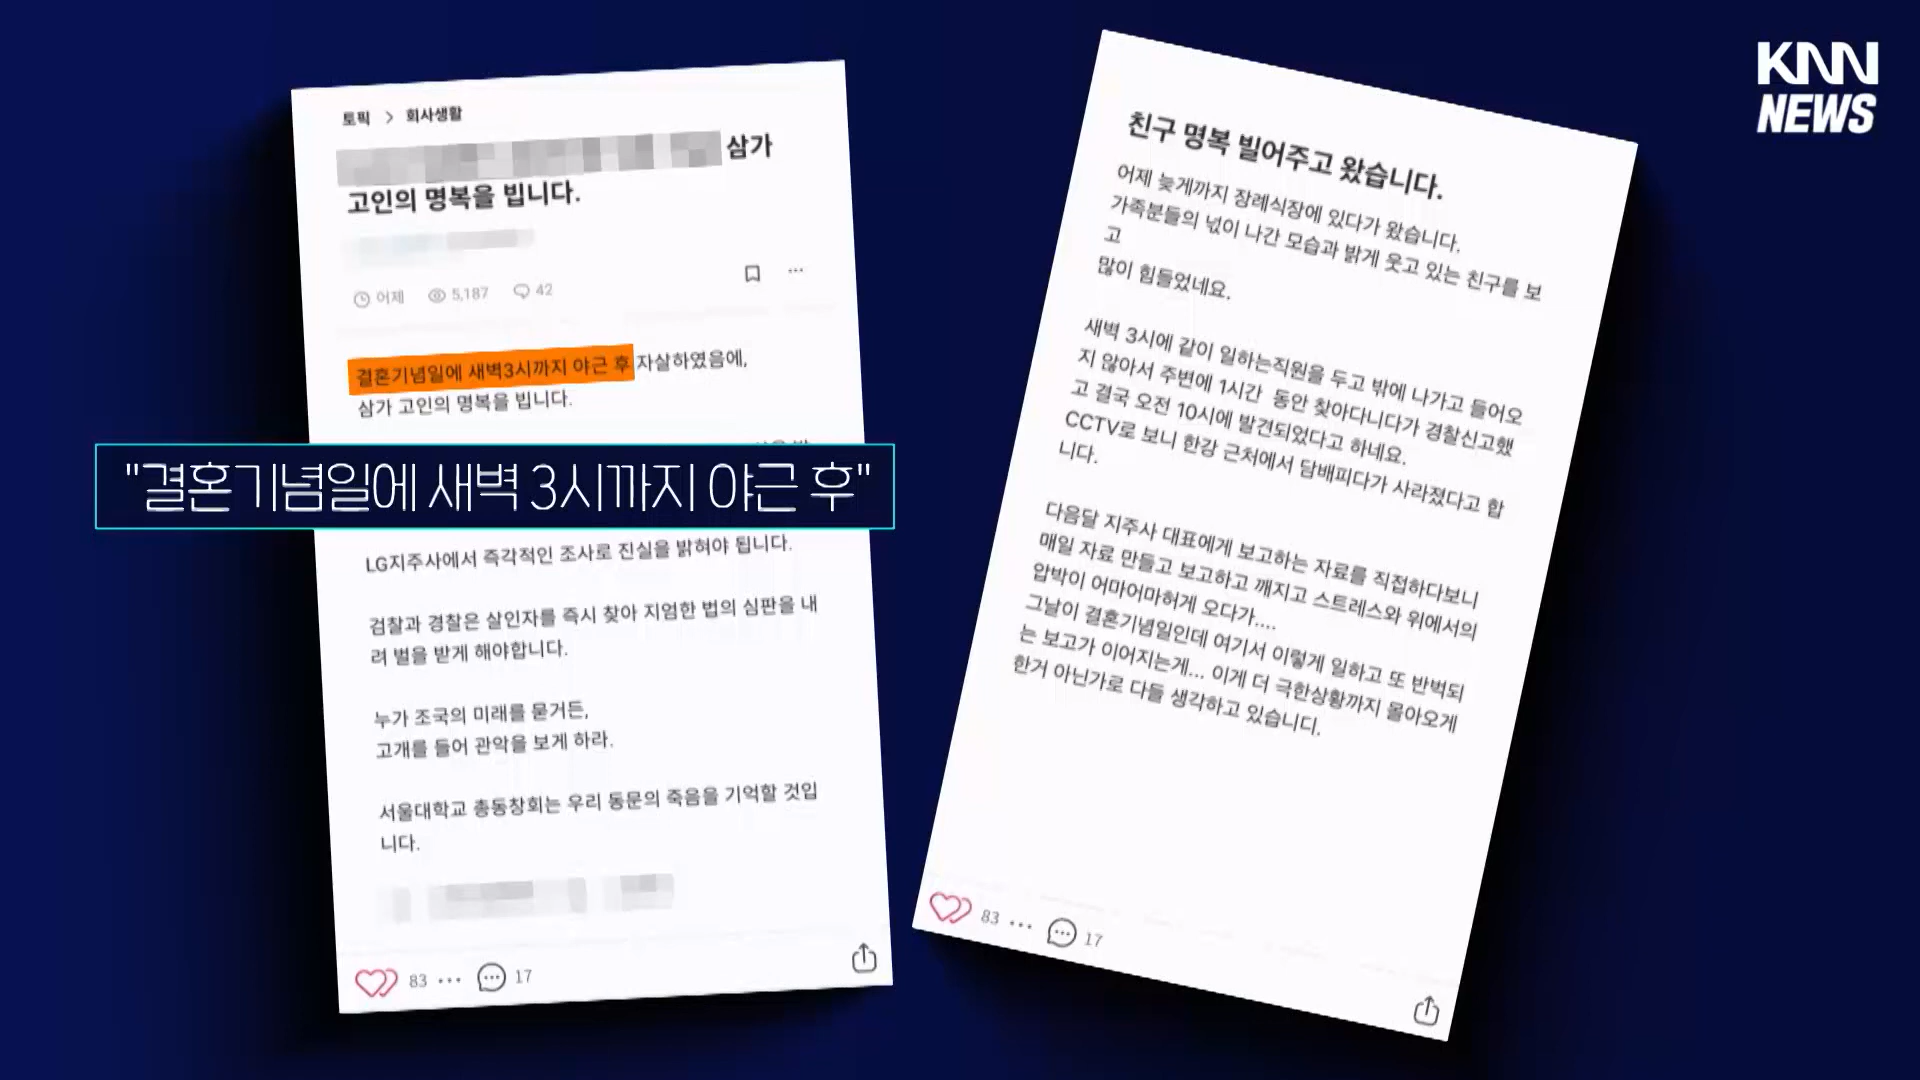 KNN
NEWS
토픽 > 회사생활
삼가
고인의 명복을 빕니다.
어제 5,187 42
결혼기념일에 새벽3시까지 야근 후 자살하였음에,
삼가 고인의 명복을 빕니다.
"결혼기념일에 새벽 3시까지 야근 후"
LG지주사에서 즉각적인 조사로 진실을 밝혀야 됩니다.
검찰과 경찰은 살인자를 즉시 찾아 지엄한 법의 심판을 내
려 벌을 받게 해야합니다.
누가 조국의 미래를 묻거든,
고개를 들어 관악을 보게 하라.
서울대학교 총동창회는 우리 동문의 죽음을 기억할 것입
니다.
83 ··· 17
친구 명복 빌어주고 왔습니다.
어제 늦게까지 장례식장에 있다가 왔습니다.
가족분들의 넋이 나간 모습과 밝게 웃고 있는 친구를 보
고
많이 힘들었네요.
새벽 3시에 같이 일하는직원을 두고 밖에 나가고 들어오
지 않아서 주변에 1시간 동안 찾아다니다가 경찰신고했
고 결국 오전 10시에 발견되었다고 하네요.
CCTV로 보니 한강 근처에서 담배피다가 사라졌다고 합
니다.
다음달 지주사 대표에게 보고하는 자료를 직접하다보니
매일 자료 만들고 보고하고 깨지고 스트레스와 위에서의
압박이 어마어마허게 오다가....
그날이 결혼기념일인데 여기서 이렇게 일하고 또 반벅되
는 보고가 이어지는게... 이게 더 극한상황까지 몰아오게
한거 아닌가로 다들 생각하고 있습니디.
83 ··· 17